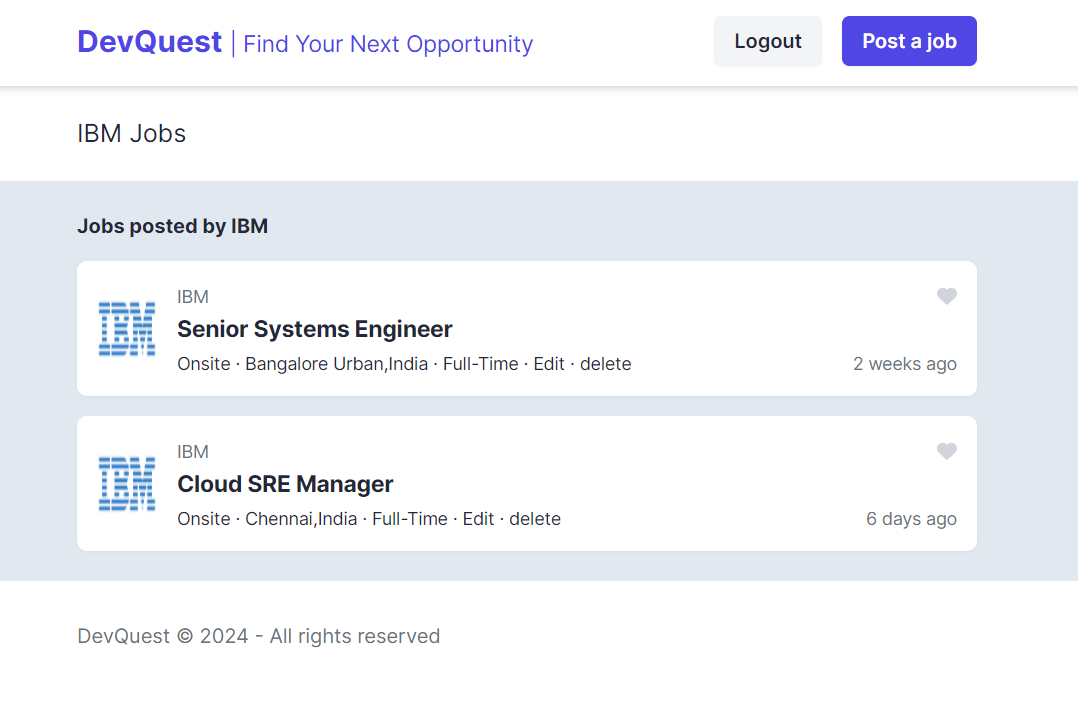 DevQuest | Find Your Next Opportunity
Logout
Post a job
IBM Jobs
Jobs posted by IBM
IBM
IBM
Senior Systems Engineer
Onsite · Bangalore Urban,India · Full-Time · Edit · delete
2 weeks ago
IBM
IBM
Cloud SRE Manager
Onsite · Chennai,India · Full-Time · Edit · delete
6 days ago
DevQuest © 2024 - All rights reserved